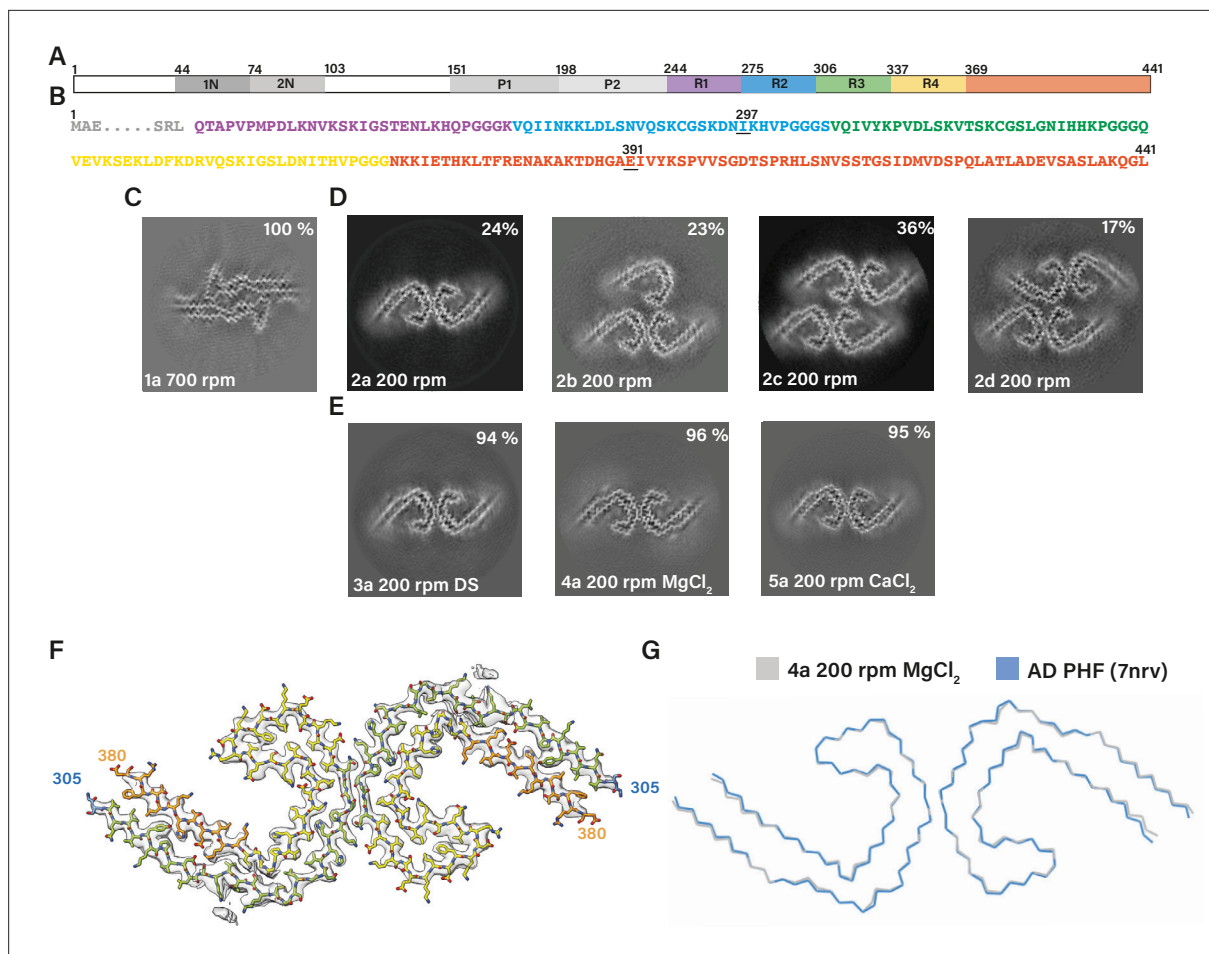 A
1 44 74 103 151 198 244 275 306 337 369 441
1N 2N P1 P2 R1 R2 R3 R4
B
1 297
MAE.....SRL QTAPVPMPDLKNVKSKIGSTENLKHQPGGGKVQIINKKLDLSNVQSKCGSKDNIKHVPGGGSVQIVYKPVDLSKVTSKCGSLGNIHHKPGGGQ
391 441
VEVKSEKLDFKDRVQSKIGSLDNITHVPGGGNKKIETHKLTFRENAKAKTDHGAEIVYKSPVVSGDTSPRHLSNVSSTGSIDMVDSPQLATLADEVSASLAKQGL
C
100 %
1a 700 rpm
D
24%
2a 200 rpm
23%
2b 200 rpm
36%
2c 200 rpm
17%
2d 200 rpm
E
94 %
3a 200 rpm DS
96 %
4a 200 rpm MgCl₂
95 %
5a 200 rpm CaCl₂
F
380
305
305
380
G
4a 200 rpm MgCl₂ AD PHF (7nrv)